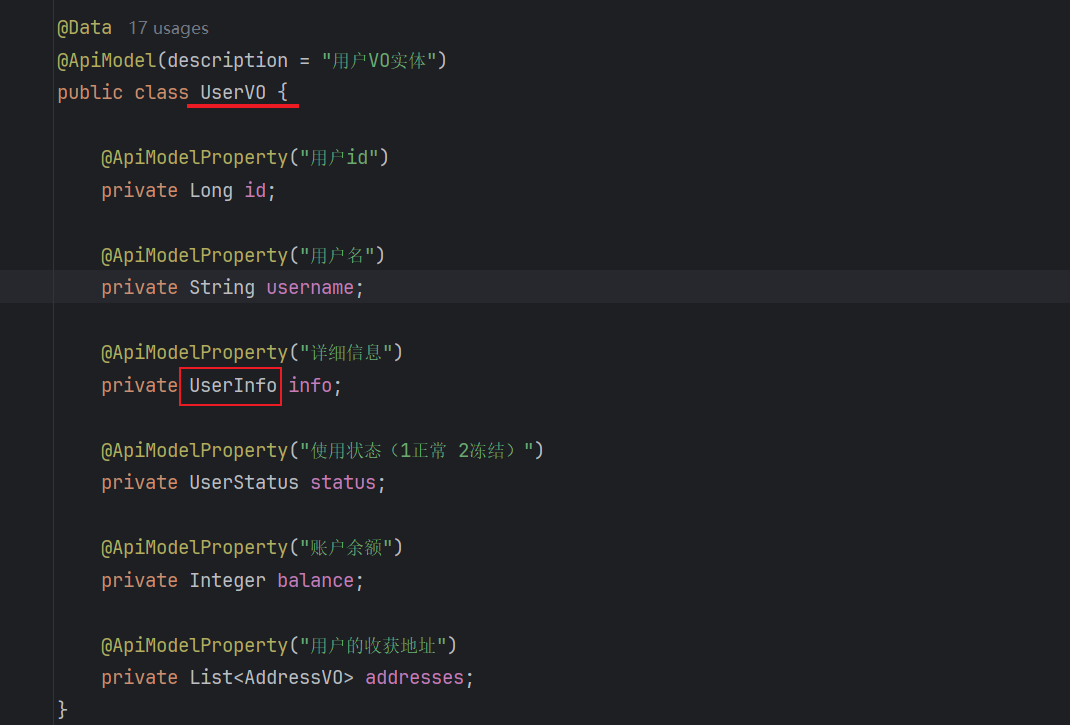 @Data 17 usages
@ApiModel(description = "用户VO实体")
public class UserVO {
@ApiModelProperty("用户id")
private Long id;
@ApiModelProperty("用户名")
private String username;
@ApiModelProperty("详细信息")
private UserInfo info;
@ApiModelProperty("使用状态（1正常 2冻结）")
private UserStatus status;
@ApiModelProperty("账户余额")
private Integer balance;
@ApiModelProperty("用户的收获地址")
private List<AddressVO> addresses;
}